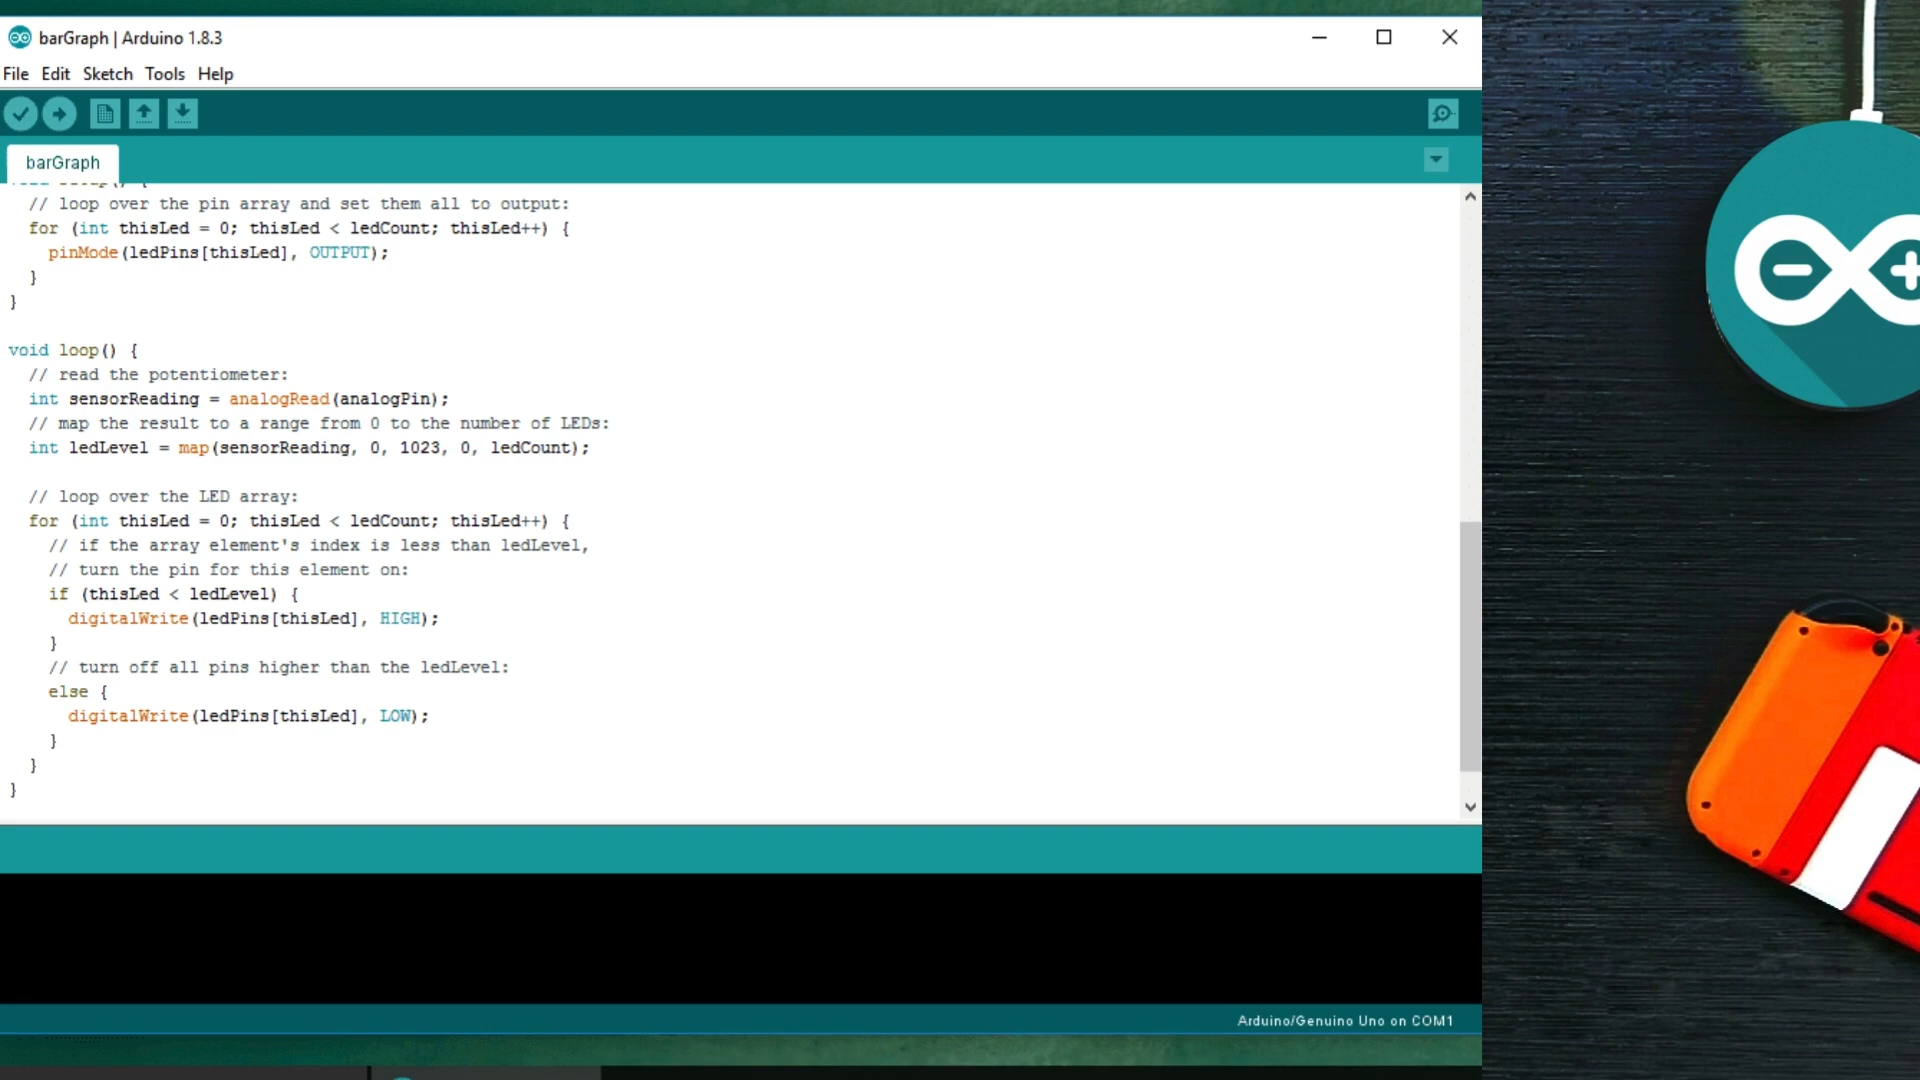 barGraph | Arduino 1.8.3
File Edit Sketch Tools Help
barGraph
// loop over the pin array and set them all to output:
for (int thisLed = 0; thisLed < ledCount; thisLed++) {
pinMode(ledPins[thisLed], OUTPUT);
}
}
void loop() {
// read the potentiometer:
int sensorReading = analogRead(analogPin);
// map the result to a range from 0 to the number of LEDs:
int ledLevel = map(sensorReading, 0, 1023, 0, ledCount);
// loop over the LED array:
for (int thisLed = 0; thisLed < ledCount; thisLed++) {
// if the array element's index is less than ledLevel,
// turn the pin for this element on:
if (thisLed < ledLevel) {
digitalWrite(ledPins[thisLed], HIGH);
}
// turn off all pins higher than the ledLevel:
else {
digitalWrite(ledPins[thisLed], LOW);
}
}
}
Arduino/Genuino Uno on COM1